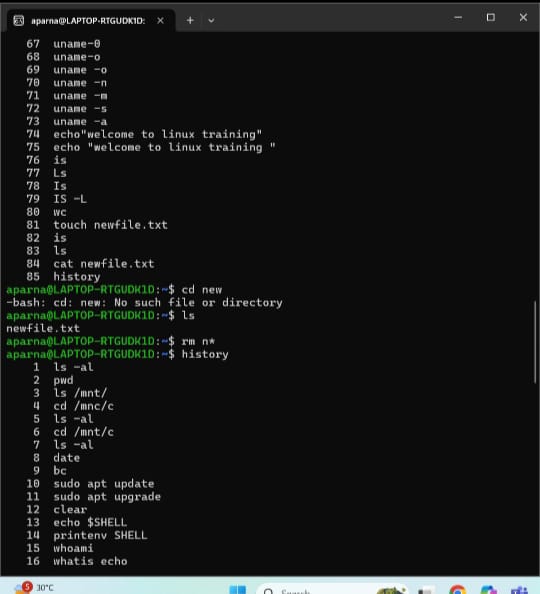 aparna@LAPTOP-RTGUDK1D:
67 uname-0
68 uname-o
69 uname -o
70 uname -n
71 uname -m
72 uname -s
73 uname -a
74 echo"welcome to linux training"
75 echo "welcome to linux training "
76 is
77 Ls
78 Is
79 IS -L
80 wc
81 touch newfile.txt
82 is
83 ls
84 cat newfile.txt
85 history
aparna@LAPTOP-RTGUDK1D:~$ cd new
-bash: cd: new: No such file or directory
aparna@LAPTOP-RTGUDK1D:~$ ls
newfile.txt
aparna@LAPTOP-RTGUDK1D:~$ rm n*
aparna@LAPTOP-RTGUDK1D:~$ history
1 ls -al
2 pwd
3 ls /mnt/
4 cd /mnc/c
5 ls -al
6 cd /mnt/c
7 ls -al
8 date
9 bc
10 sudo apt update
11 sudo apt upgrade
12 clear
13 echo $SHELL
14 printenv SHELL
15 whoami
16 whatis echo
5 30°C
Search